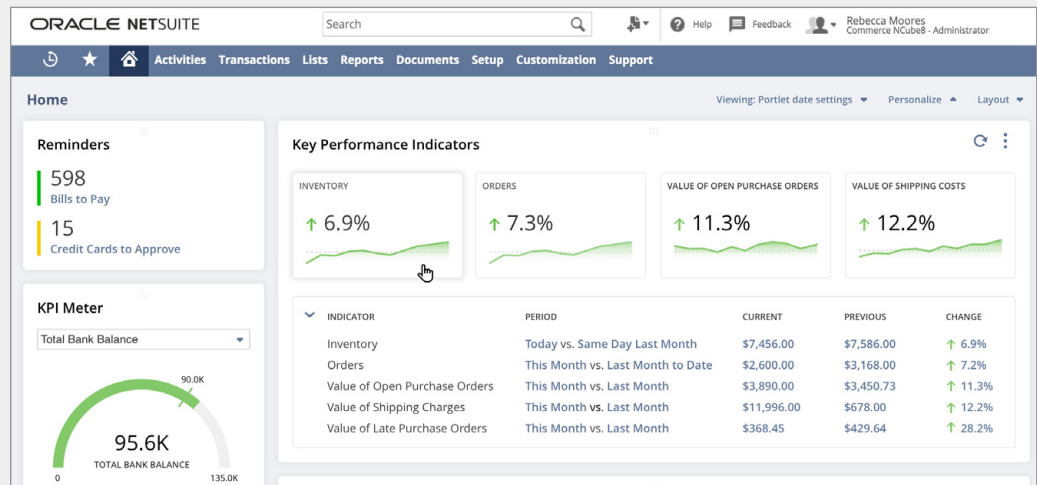 ORACLE NETSUITE
Search
Help
Feedback
Rebecca Moores
Commerce NCube8 - Administrator
Activities Transactions Lists Reports Documents Setup Customization Support
Home
Viewing: Portlet date settings Personalize Layout
Reminders
598
Bills to Pay
15
Credit Cards to Approve
KPI Meter
Total Bank Balance
90.0K
95.6K
TOTAL BANK BALANCE
0 135.0K
Key Performance Indicators
INVENTORY
6.9%
ORDERS
7.3%
VALUE OF OPEN PURCHASE ORDERS
11.3%
VALUE OF SHIPPING COSTS
12.2%
INDICATOR PERIOD CURRENT PREVIOUS CHANGE
Inventory Today vs. Same Day Last Month $7,456.00 $7,586.00 6.9%
Orders This Month vs. Last Month to Date $2,600.00 $3,168.00 7.2%
Value of Open Purchase Orders This Month vs. Last Month $3,890.00 $3,450.73 11.3%
Value of Shipping Charges This Month vs. Last Month $11,996.00 $678.00 12.2%
Value of Late Purchase Orders This Month vs. Last Month $368.45 $429.64 28.2%